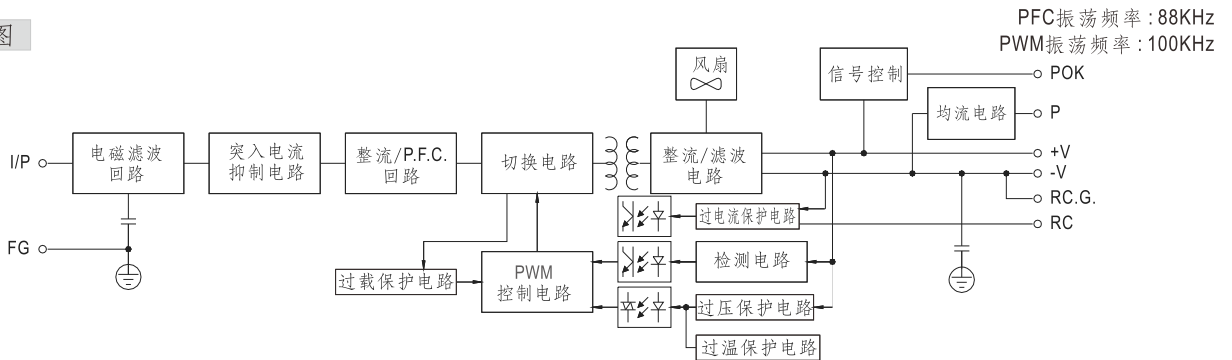 图
PFC振荡频率 : 88KHz
PWM振荡频率 : 100KHz
风扇
信号控制
POK
均流电路
P
I/P
电磁滤波
回路
突入电流
抑制电路
整流/P.F.C.
回路
切换电路
整流/滤波
电路
+V
-V
RC.G.
过电流保护电路
RC
FG
过载保护电路
PWM
控制电路
检测电路
过压保护电路
过温保护电路